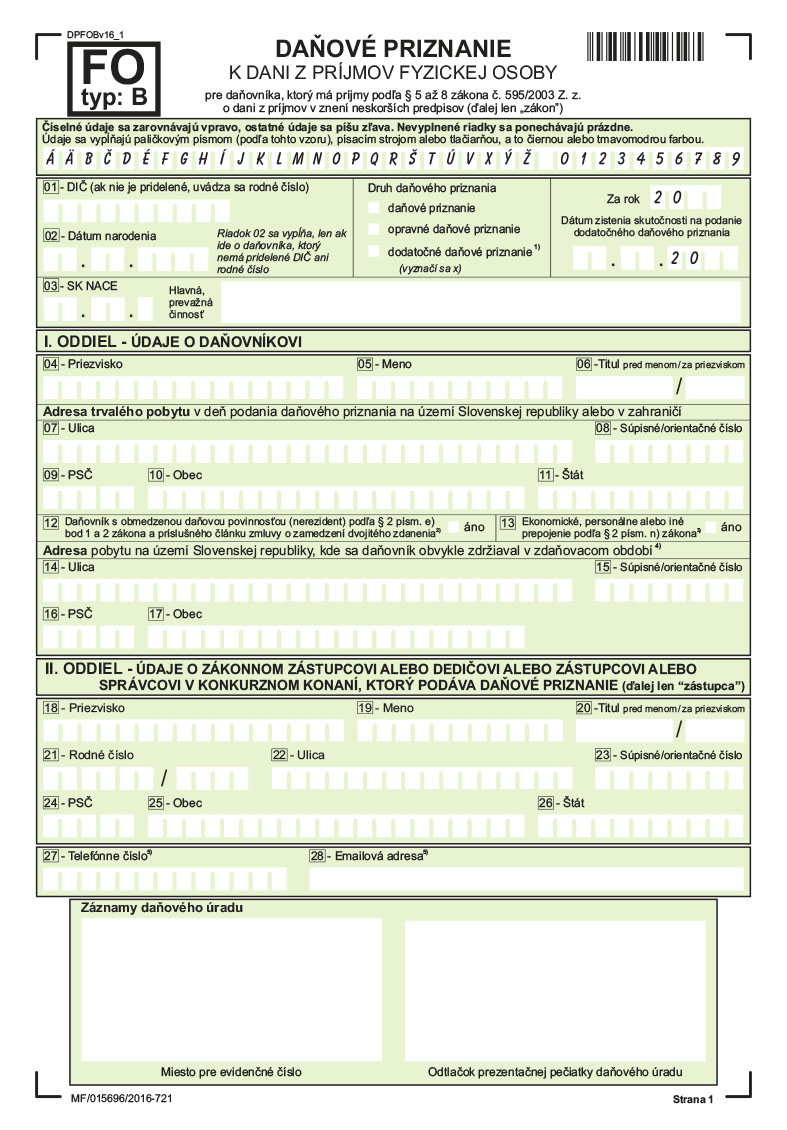 DPFOBv16_1
FO
typ: B
DAŇOVÉ PRIZNANIE
K DANI Z PRÍJMOV FYZICKEJ OSOBY
pre daňovníka, ktorý má príjmy podľa § 5 až 8 zákona č. 595/2003 Z. z.
o dani z príjmov v znení neskorších predpisov (ďalej len „zákon")
Číselné údaje sa zarovnávajú vpravo, ostatné údaje sa píšu zľava. Nevyplnené riadky sa ponechávajú prázdne.
Údaje sa vypĺňajú paličkovým písmom (podľa tohto vzoru), písacím strojom alebo tlačiarňou, a to čiernou alebo tmavomodrou farbou.
Á Ä B Č D É F G H Í J K L M N O P Q R Š T Ú V X Ý Ž 0 1 2 3 4 5 6 7 8 9
01 - DIČ (ak nie je pridelené, uvádza sa rodné číslo)
02 - Dátum narodenia
. .
Riadok 02 sa vypĺňa, len ak
ide o daňovníka, ktorý
nemá pridelené DIČ ani
rodné číslo
Druh daňového priznania
daňové priznanie
opravné daňové priznanie
dodatočné daňové priznanie 1)
(vyznačí sa x)
Za rok 2 0
Dátum zistenia skutočnosti na podanie
dodatočného daňového priznania
. . 2 0
03 - SK NACE
. .
Hlavná,
prevažná
činnosť
I. ODDIEL - ÚDAJE O DAŇOVNÍKOVI
04 - Priezvisko 05 - Meno 06 -Titul pred menom / za priezviskom
/
Adresa trvalého pobytu v deň podania daňového priznania na území Slovenskej republiky alebo v zahraničí
07 - Ulica 08 - Súpisné/orientačné číslo
09 - PSČ 10 - Obec 11 - Štát
12 Daňovník s obmedzenou daňovou povinnosťou (nerezident) podľa § 2 písm. e)
bod 1 a 2 zákona a príslušného článku zmluvy o zamedzení dvojitého zdanenia2) áno
13 Ekonomické, personálne alebo iné
prepojenie podľa § 2 písm. n) zákona3) áno
Adresa pobytu na území Slovenskej republiky, kde sa daňovník obvykle zdržiaval v zdaňovacom období 4)
14 - Ulica 15 - Súpisné/orientačné číslo
16 - PSČ 17 - Obec
II. ODDIEL - ÚDAJE O ZÁKONNOM ZÁSTUPCOVI ALEBO DEDIČOVI ALEBO ZÁSTUPCOVI ALEBO
SPRÁVCOVI V KONKURZNOM KONANÍ, KTORÝ PODÁVA DAŇOVÉ PRIZNANIE (ďalej len “zástupca”)
18 - Priezvisko 19 - Meno 20 -Titul pred menom / za priezviskom
/
21 - Rodné číslo 22 - Ulica 23 - Súpisné/orientačné číslo
/
24 - PSČ 25 - Obec 26 - Štát
27 - Telefónne číslo5) 28 - Emailová adresa5)
Záznamy daňového úradu
Miesto pre evidenčné číslo Odtlačok prezentačnej pečiatky daňového úradu
MF/015696/2016-721 Strana 1